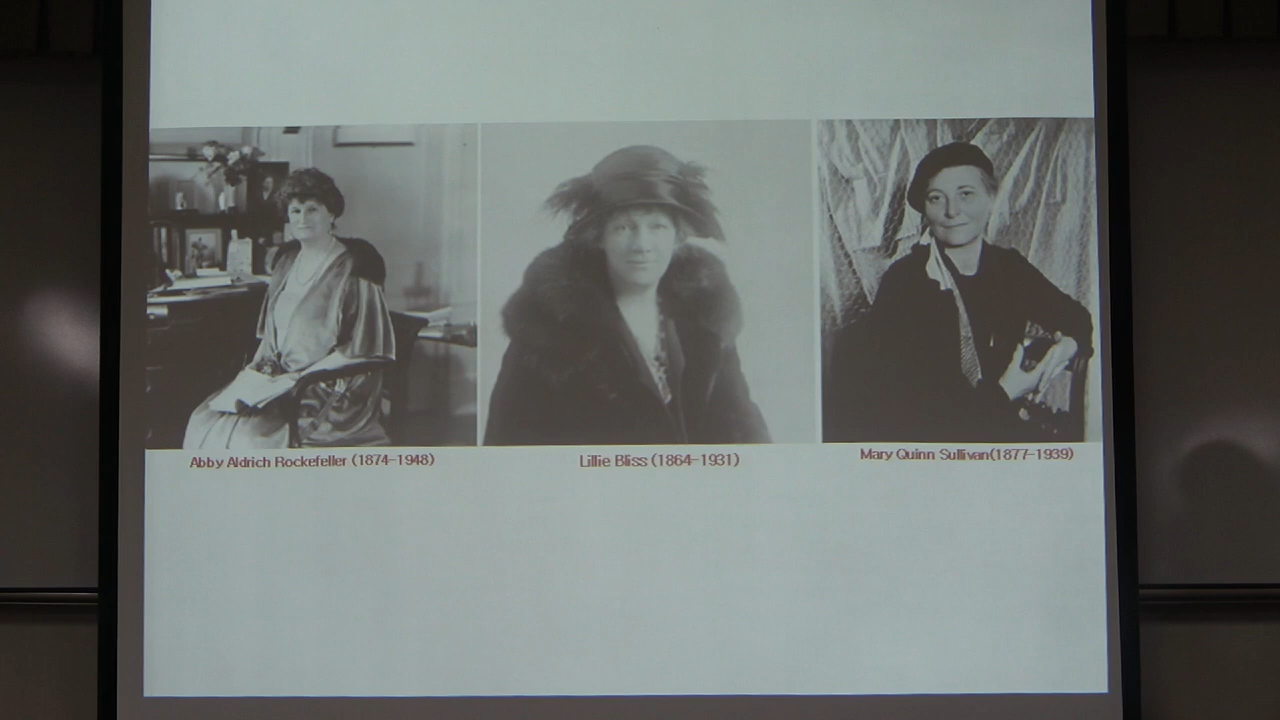 Abby Aldrich Rockefeller (1874-1948)
Lillie Bliss (1864-1931)
Mary Quinn Sullivan(1877-1939)